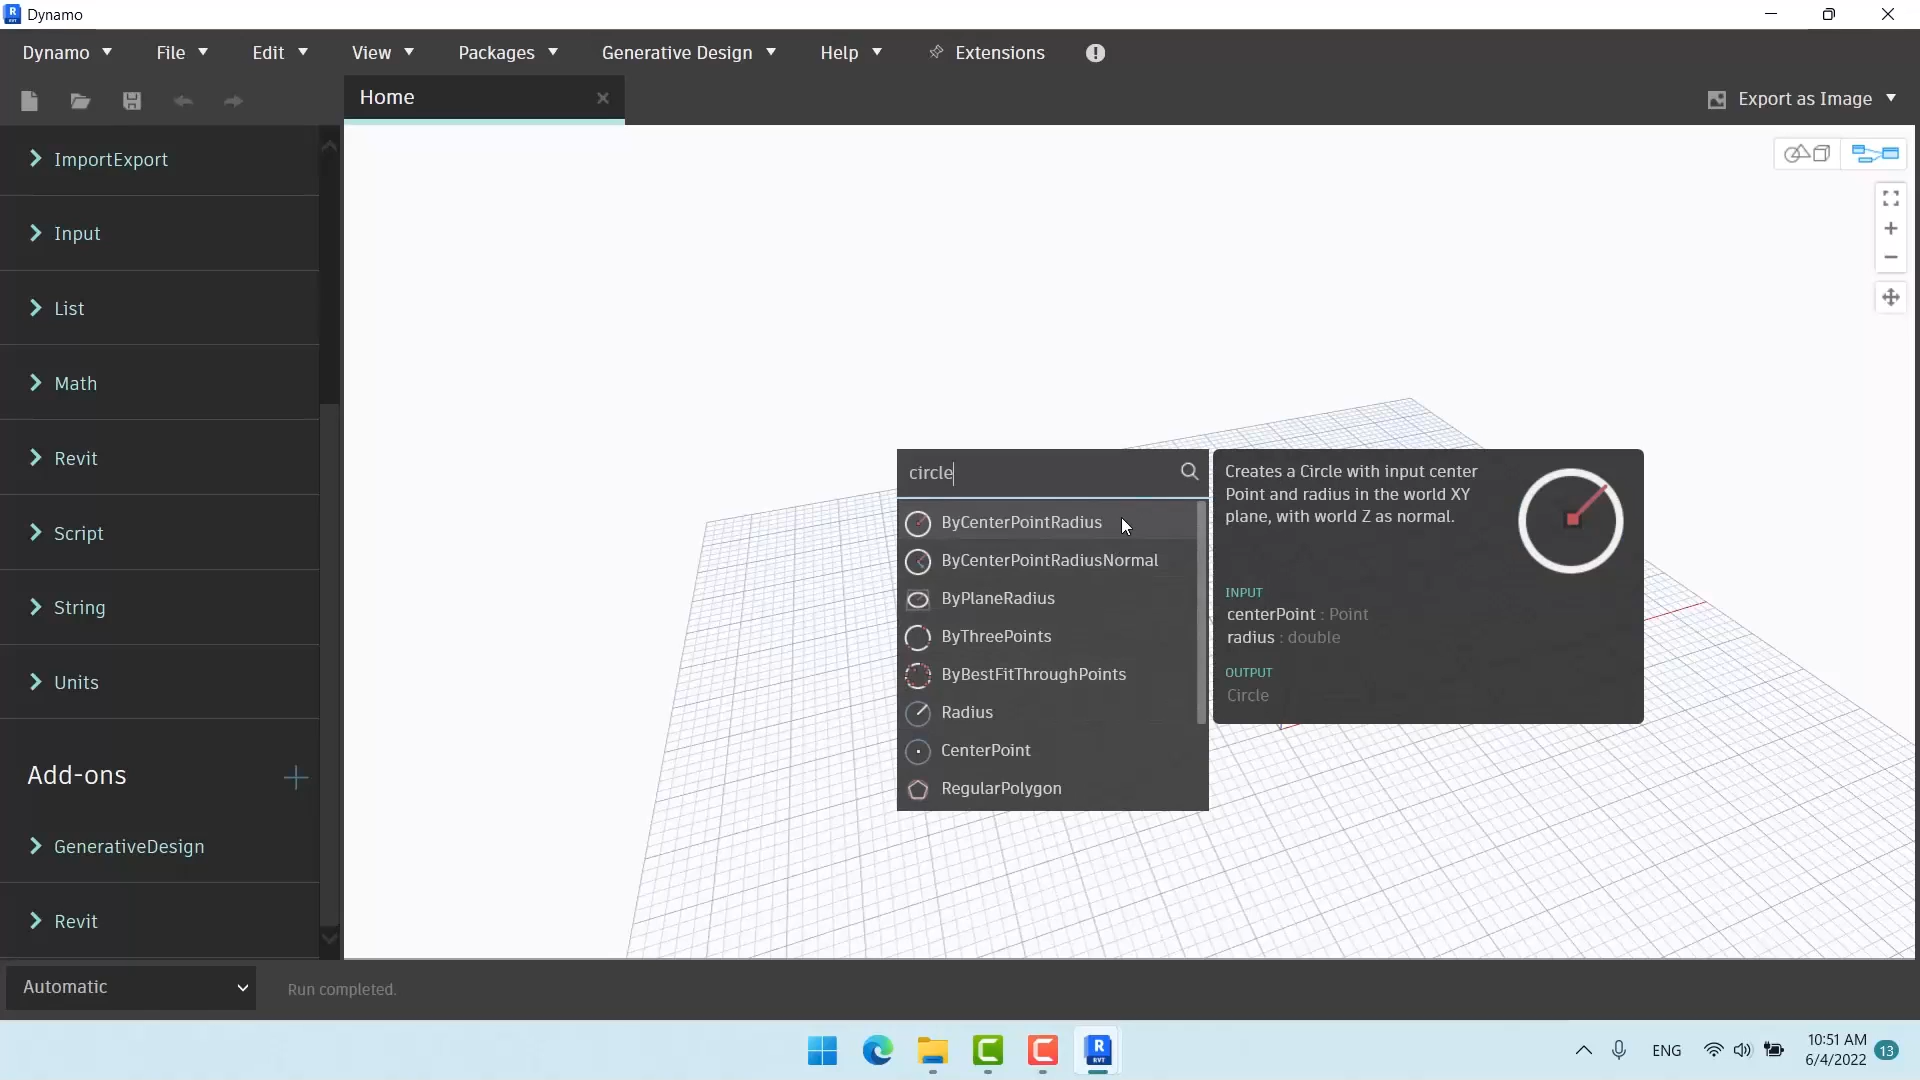 Dynamo
Dynamo File Edit View Packages Generative Design Help Extensions
Home
Export as Image
ImportExport
Input
List
Math
Revit
Script
String
Units
Add-ons
GenerativeDesign
Revit
circle
ByCenterPointRadius
ByCenterPointRadiusNormal
ByPlaneRadius
ByThreePoints
ByBestFitThroughPoints
Radius
CenterPoint
RegularPolygon
Creates a Circle with input center
Point and radius in the world XY
plane, with world Z as normal.
INPUT
centerPoint : Point
radius : double
OUTPUT
Circle
Automatic
Run completed.
R
RVT
ENG
10:51 AM
6/4/2022
13